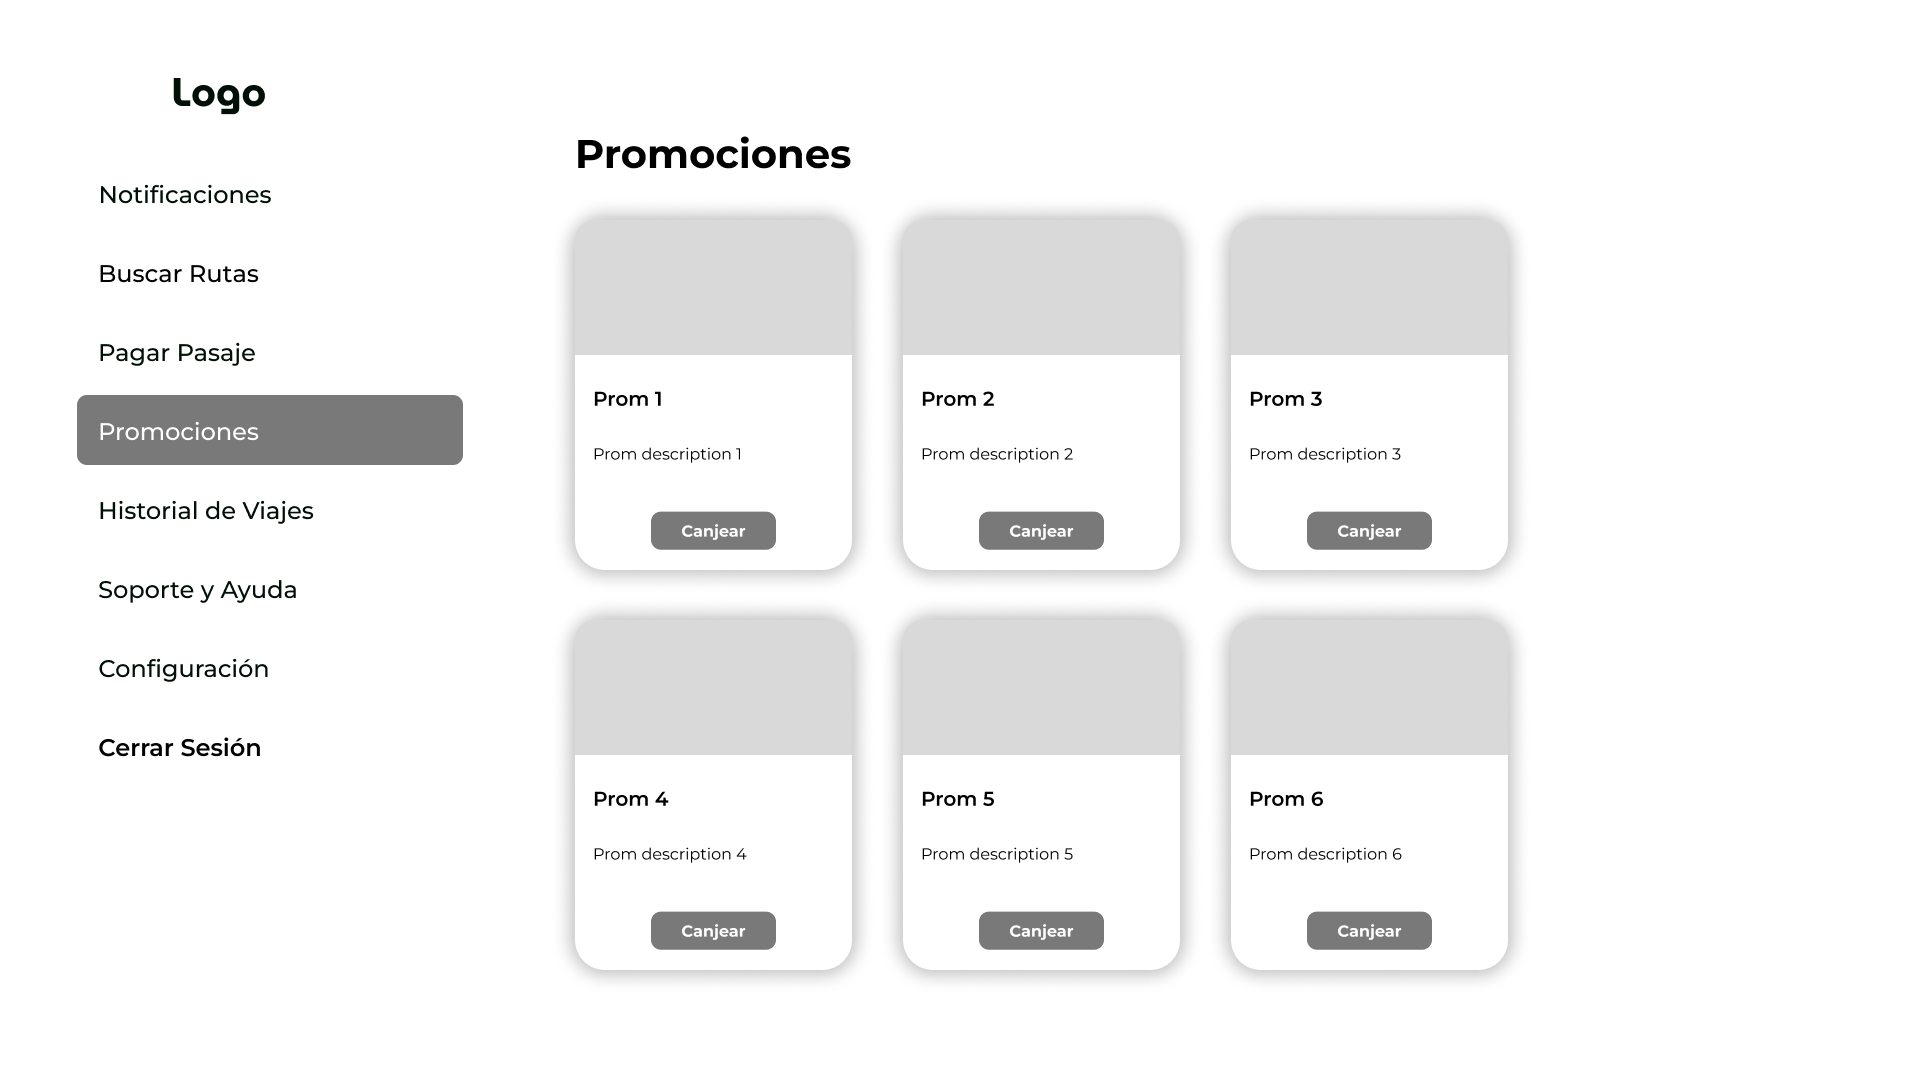 Logo
Notificaciones
Buscar Rutas
Pagar Pasaje
Promociones
Historial de Viajes
Soporte y Ayuda
Configuración
Cerrar Sesión
Promociones
Prom 1
Prom description 1
Canjear
Prom 2
Prom description 2
Canjear
Prom 3
Prom description 3
Canjear
Prom 4
Prom description 4
Canjear
Prom 5
Prom description 5
Canjear
Prom 6
Prom description 6
Canjear